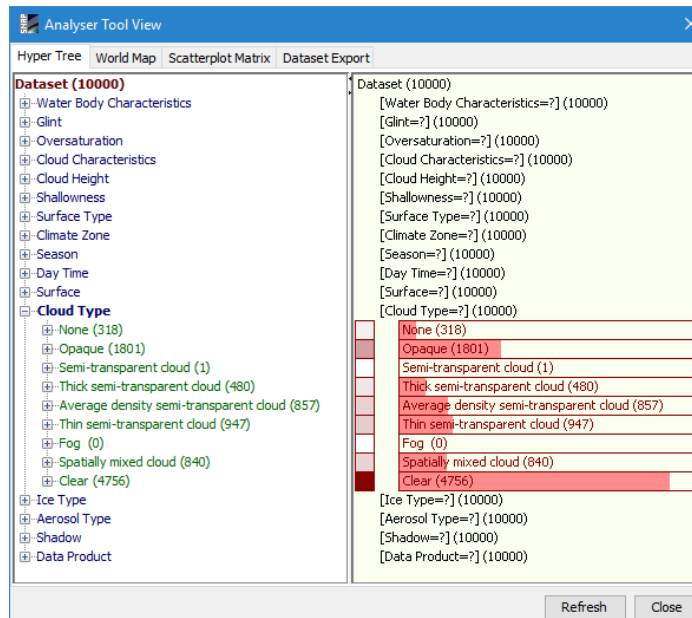 SNAP
Analyser Tool View
Hyper Tree World Map Scatterplot Matrix Dataset Export
Dataset (10000)
Water Body Characteristics
Glint
Oversaturation
Cloud Characteristics
Cloud Height
Shallowness
Surface Type
Climate Zone
Season
Day Time
Surface
Cloud Type
None (318)
Opaque (1801)
Semi-transparent cloud (1)
Thick semi-transparent cloud (480)
Average density semi-transparent cloud (857)
Thin semi-transparent cloud (947)
Fog (0)
Spatially mixed cloud (840)
Clear (4756)
Ice Type
Aerosol Type
Shadow
Data Product
Dataset (10000)
[Water Body Characteristics=?] (10000)
[Glint=?] (10000)
[Oversaturation=?] (10000)
[Cloud Characteristics=?] (10000)
[Cloud Height=?] (10000)
[Shallowness=?] (10000)
[Surface Type=?] (10000)
[Climate Zone=?] (10000)
[Season=?] (10000)
[Day Time=?] (10000)
[Surface=?] (10000)
[Cloud Type=?] (10000)
None (318)
Opaque (1801)
Semi-transparent cloud (1)
Thick semi-transparent cloud (480)
Average density semi-transparent cloud (857)
Thin semi-transparent cloud (947)
Fog (0)
Spatially mixed cloud (840)
Clear (4756)
[Ice Type=?] (10000)
[Aerosol Type=?] (10000)
[Shadow=?] (10000)
[Data Product=?] (10000)
Refresh Close